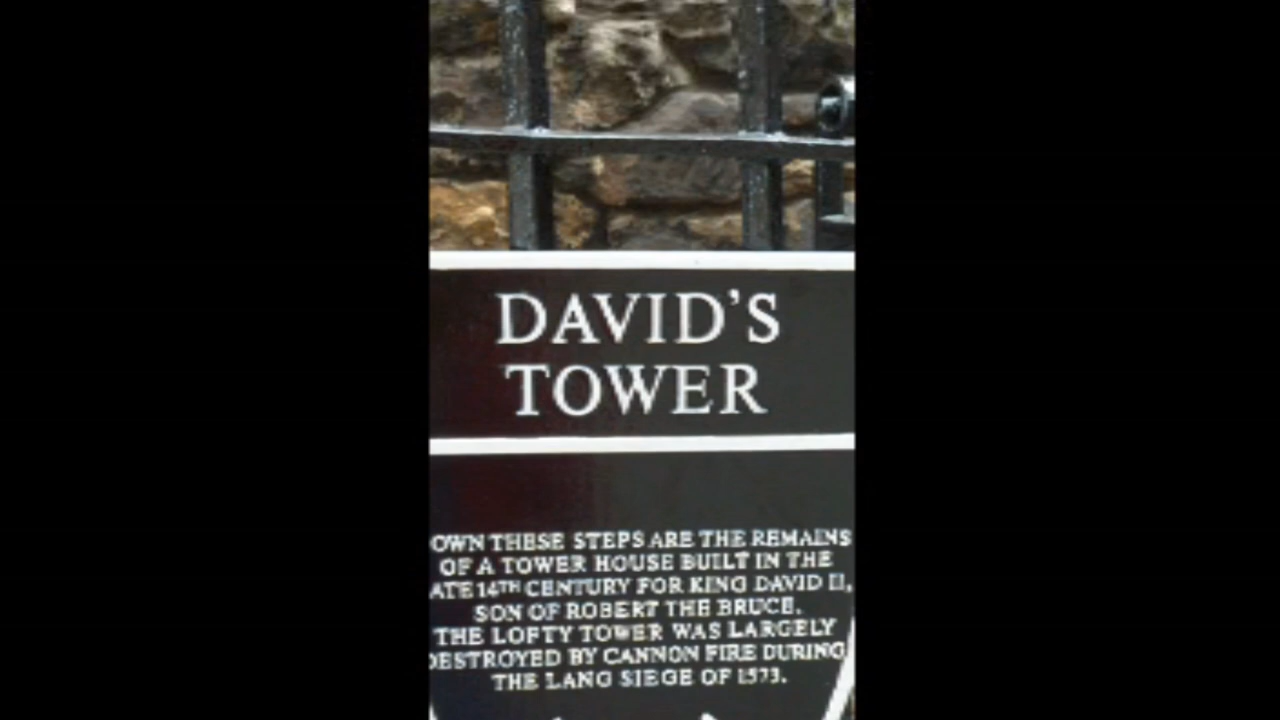 DAVID'S
TOWER
OWN THESE STEPS ARE THE REMAINS
OF A TOWER HOUSE BUILT IN THE
ATE 14TH CENTURY FOR KING DAVID II,
SON OF ROBERT THE BRUCE.
THE LOFTY TOWER WAS LARGELY
DESTROYED BY CANNON FIRE DURING
THE LANG SIEGE OF 1573.